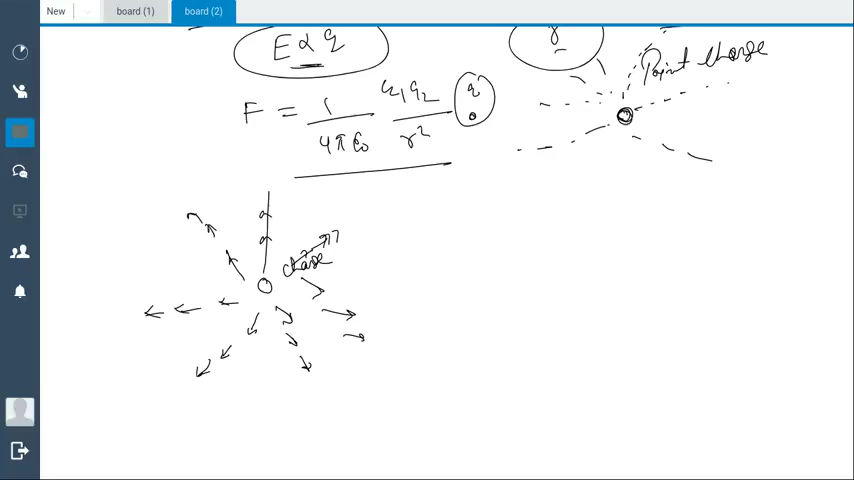 New
board (1)
board (2)
E α q
r
Point charge
F = 1 / 4πε₀ q₁q₂ / r² q
charge